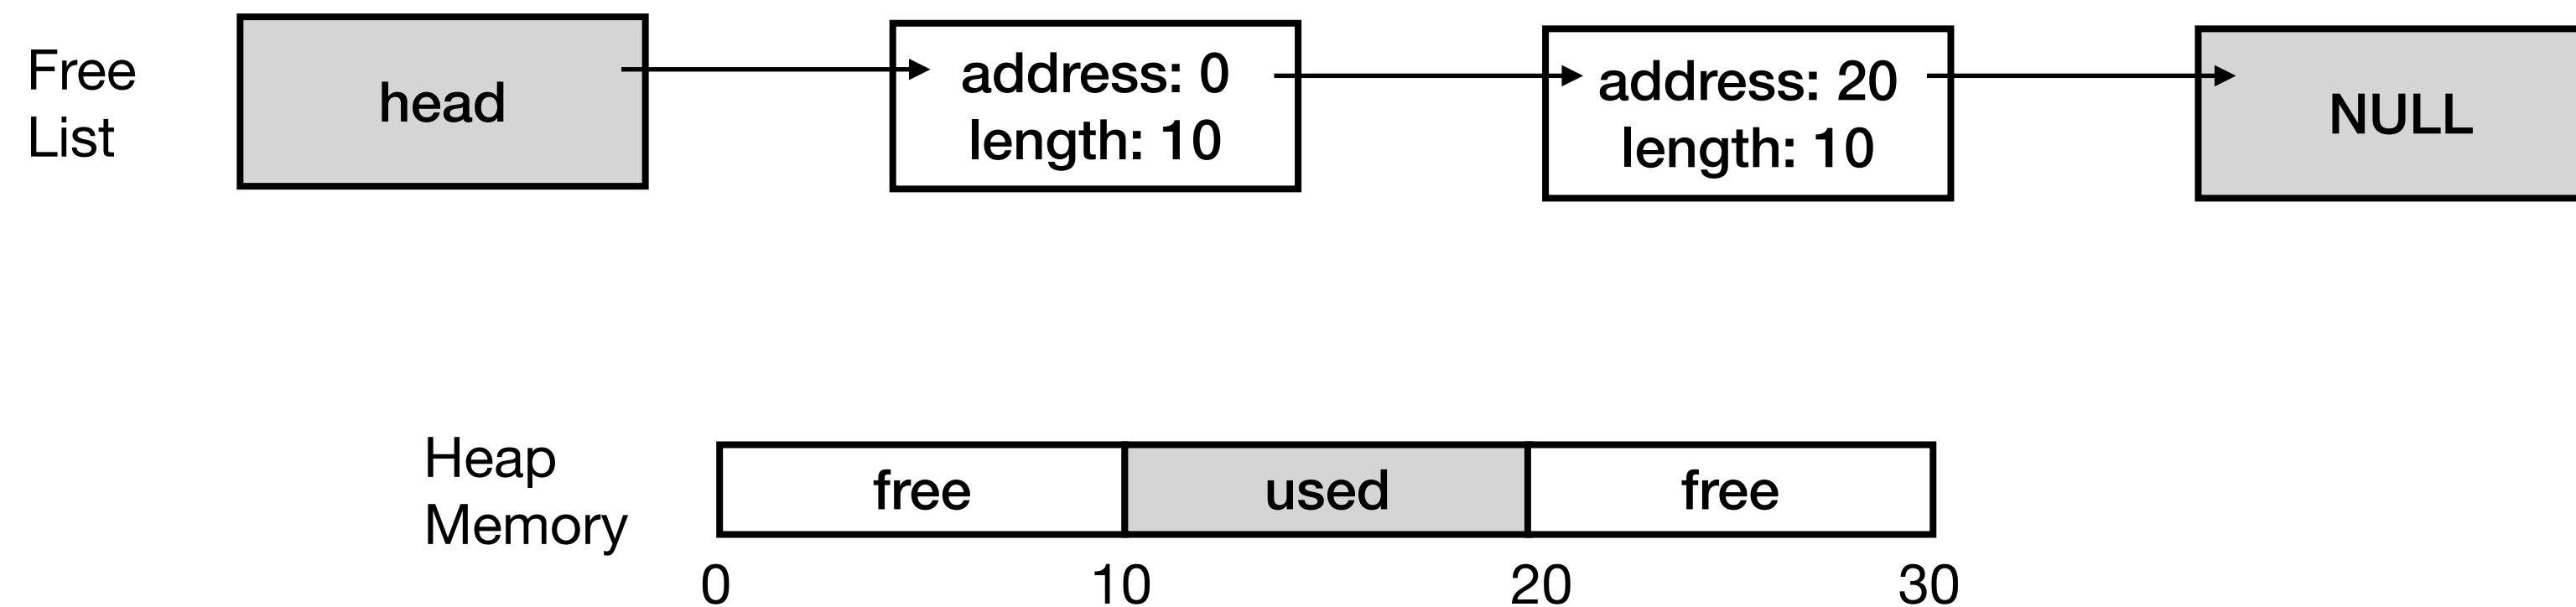 Free
List
head
address: 0
length: 10
address: 20
length: 10
NULL
Heap
Memory
free
used
free
0
10
20
30